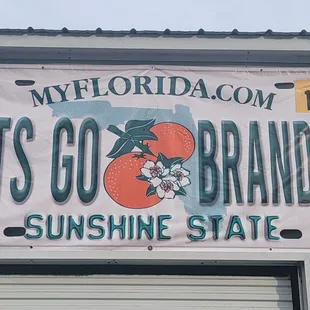 MYFLORIDA.COM
TS GO BRAND
SUNSHINE STATE